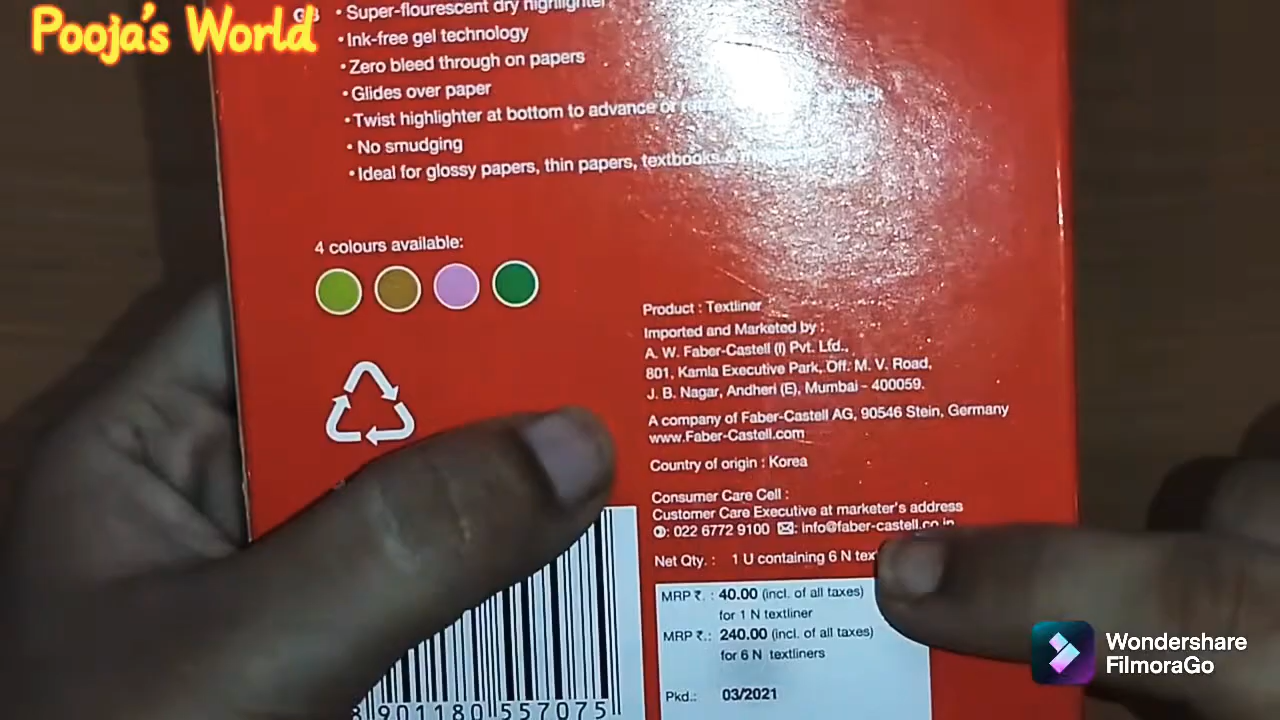 Pooja's World
GB
• Super-flourescent dry highlighter
• Ink-free gel technology
• Zero bleed through on papers
• Glides over paper
• Twist highlighter at bottom to advance or stick
• No smudging
• Ideal for glossy papers, thin papers, textbooks &
4 colours available:
Product : Textliner
Imported and Marketed by :
A. W. Faber-Castell (I) Pvt. Ltd.,
801, Kamla Executive Park, Off. M. V. Road,
J. B. Nagar, Andheri (E), Mumbai - 400059.
A company of Faber-Castell AG, 90546 Stein, Germany
www.Faber-Castell.com
Country of origin : Korea
Consumer Care Cell :
Customer Care Executive at marketer's address
✆: 022 6772 9100 ✉: info@faber-castell.co.in
Net Qty. : 1 U containing 6 N
MRP ₹. : 40.00 (incl. of all taxes)
for 1 N textliner
MRP ₹.: 240.00 (incl. of all taxes)
for 6 N textliners
Pkd.: 03/2021
8 901180 557075
Wondershare
FilmoraGo